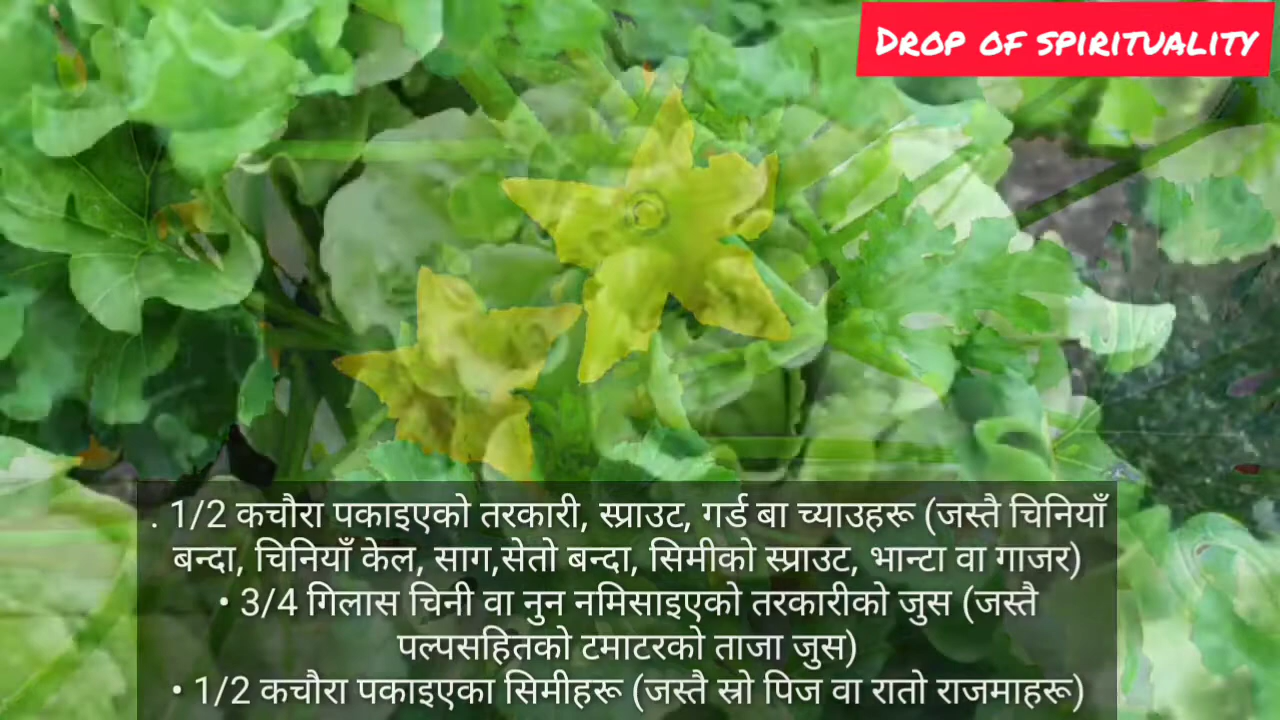 DROP OF SPIRITUALITY
. 1/2 कचौरा पकाइएको तरकारी, स्प्राउट, गर्ड बा च्याउहरू (जस्तै चिनियाँ
बन्दा, चिनियाँ केल, साग,सेतो बन्दा, सिमीको स्प्राउट, भान्टा वा गाजर)
• 3/4 गिलास चिनी वा नुन नमिसाइएको तरकारीको जुस (जस्तै
पल्पसहितको टमाटरको ताजा जुस)
• 1/2 कचौरा पकाइएका सिमीहरू (जस्तै स्रो पिज वा रातो राजमाहरू)